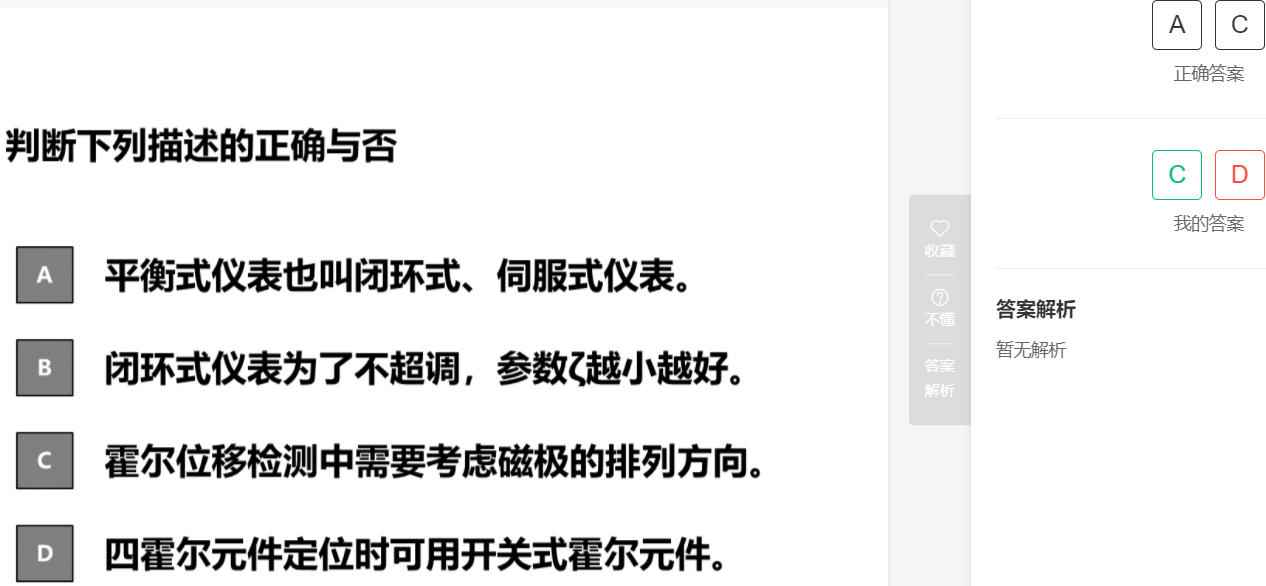 判断下列描述的正确与否
A 平衡式仪表也叫闭环式、伺服式仪表。
B 闭环式仪表为了不超调，参数ζ越小越好。
C 霍尔位移检测中需要考虑磁极的排列方向。
D 四霍尔元件定位时可用开关式霍尔元件。
收藏
不懂
答案
解析
A C
正确答案
C D
我的答案
答案解析
暂无解析